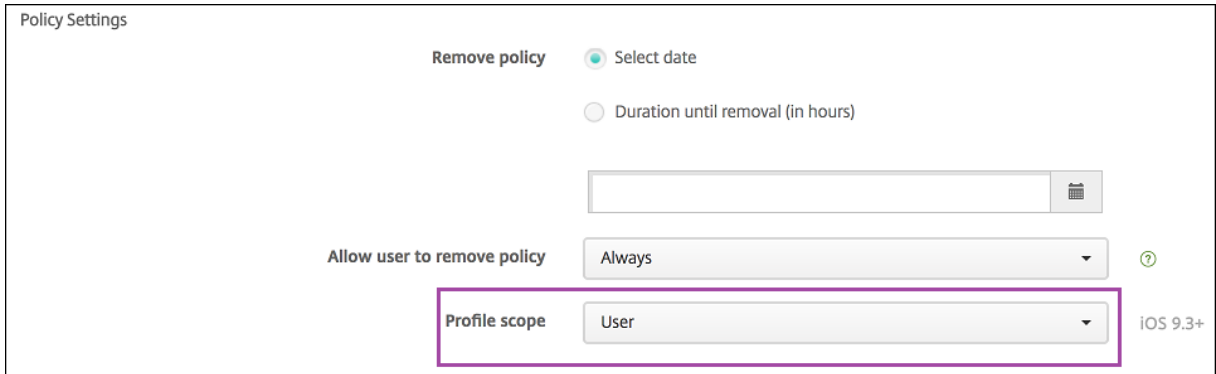 Policy Settings
Remove policy Select date
Duration until removal (in hours)
Allow user to remove policy Always ?
Profile scope User iOS 9.3+